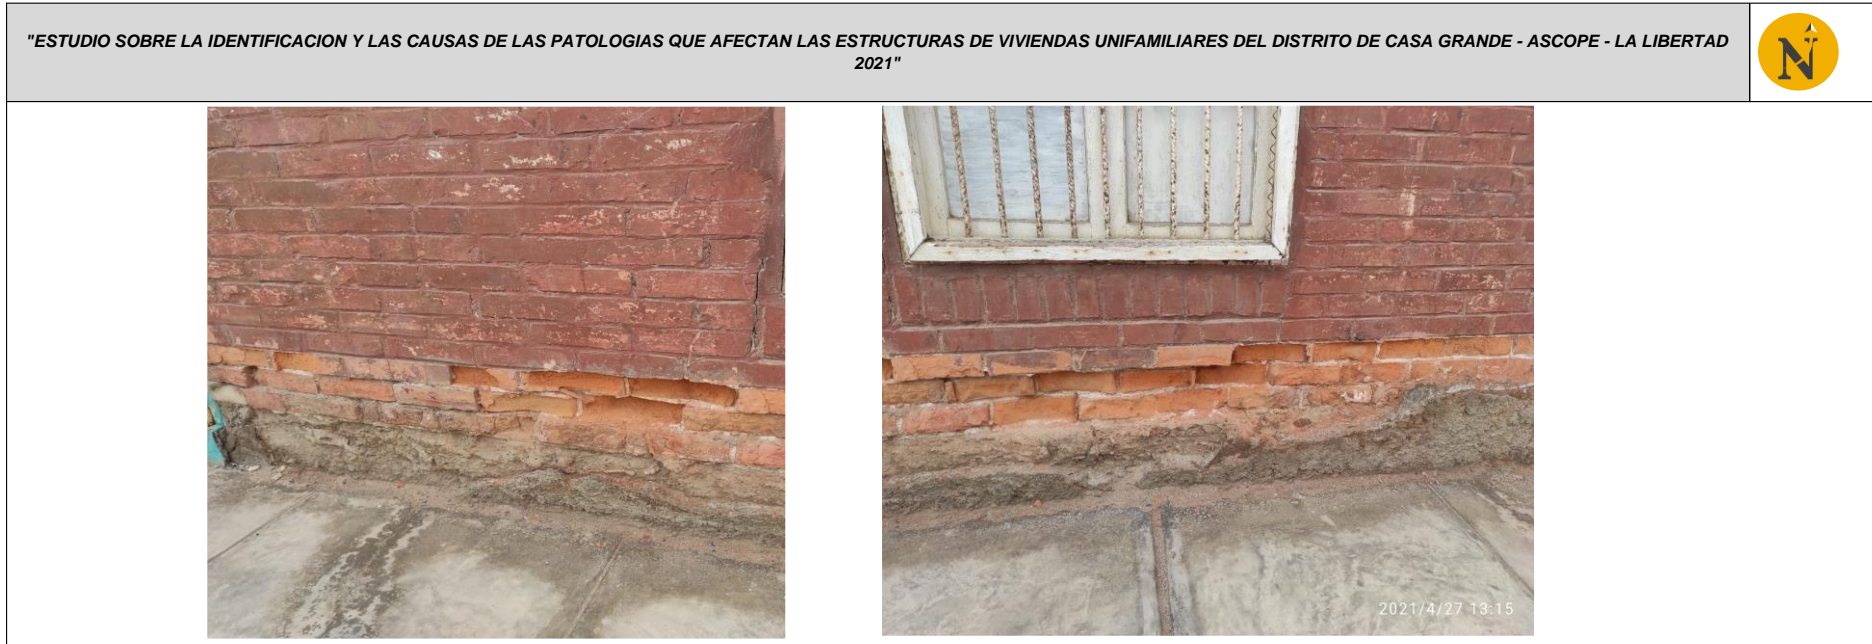 "ESTUDIO SOBRE LA IDENTIFICACION Y LAS CAUSAS DE LAS PATOLOGIAS QUE AFECTAN LAS ESTRUCTURAS DE VIVIENDAS UNIFAMILIARES DEL DISTRITO DE CASA GRANDE - ASCOPE - LA LIBERTAD
2021"
N
2021/4/27 13:15